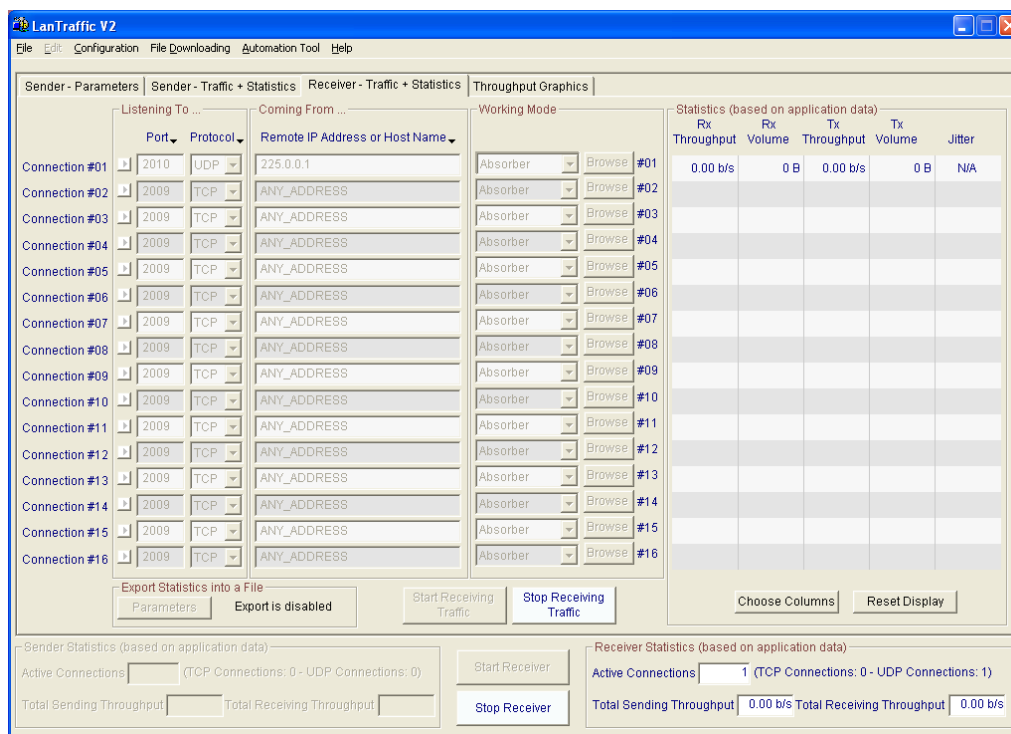 LanTraffic V2
File Edit Configuration File Downloading Automation Tool Help
Sender - Parameters Sender - Traffic + Statistics Receiver - Traffic + Statistics Throughput Graphics
Listening To ... Coming From ... Working Mode Statistics (based on application data)
Rx Rx Tx Tx
Port Protocol Remote IP Address or Host Name Throughput Volume Throughput Volume Jitter
Connection #01 2010 UDP 225.0.0.1 Absorber Browse #01 0.00 b/s 0 B 0.00 b/s 0 B N/A
Connection #02 2009 TCP ANY_ADDRESS Absorber Browse #02
Connection #03 2009 TCP ANY_ADDRESS Absorber Browse #03
Connection #04 2009 TCP ANY_ADDRESS Absorber Browse #04
Connection #05 2009 TCP ANY_ADDRESS Absorber Browse #05
Connection #06 2009 TCP ANY_ADDRESS Absorber Browse #06
Connection #07 2009 TCP ANY_ADDRESS Absorber Browse #07
Connection #08 2009 TCP ANY_ADDRESS Absorber Browse #08
Connection #09 2009 TCP ANY_ADDRESS Absorber Browse #09
Connection #10 2009 TCP ANY_ADDRESS Absorber Browse #10
Connection #11 2009 TCP ANY_ADDRESS Absorber Browse #11
Connection #12 2009 TCP ANY_ADDRESS Absorber Browse #12
Connection #13 2009 TCP ANY_ADDRESS Absorber Browse #13
Connection #14 2009 TCP ANY_ADDRESS Absorber Browse #14
Connection #15 2009 TCP ANY_ADDRESS Absorber Browse #15
Connection #16 2009 TCP ANY_ADDRESS Absorber Browse #16
Export Statistics into a File
Parameters Export is disabled
Start Receiving Traffic
Stop Receiving Traffic
Choose Columns Reset Display
Sender Statistics (based on application data)
Active Connections (TCP Connections: 0 - UDP Connections: 0)
Total Sending Throughput Total Receiving Throughput
Start Receiver
Stop Receiver
Receiver Statistics (based on application data)
Active Connections 1 (TCP Connections: 0 - UDP Connections: 1)
Total Sending Throughput 0.00 b/s Total Receiving Throughput 0.00 b/s